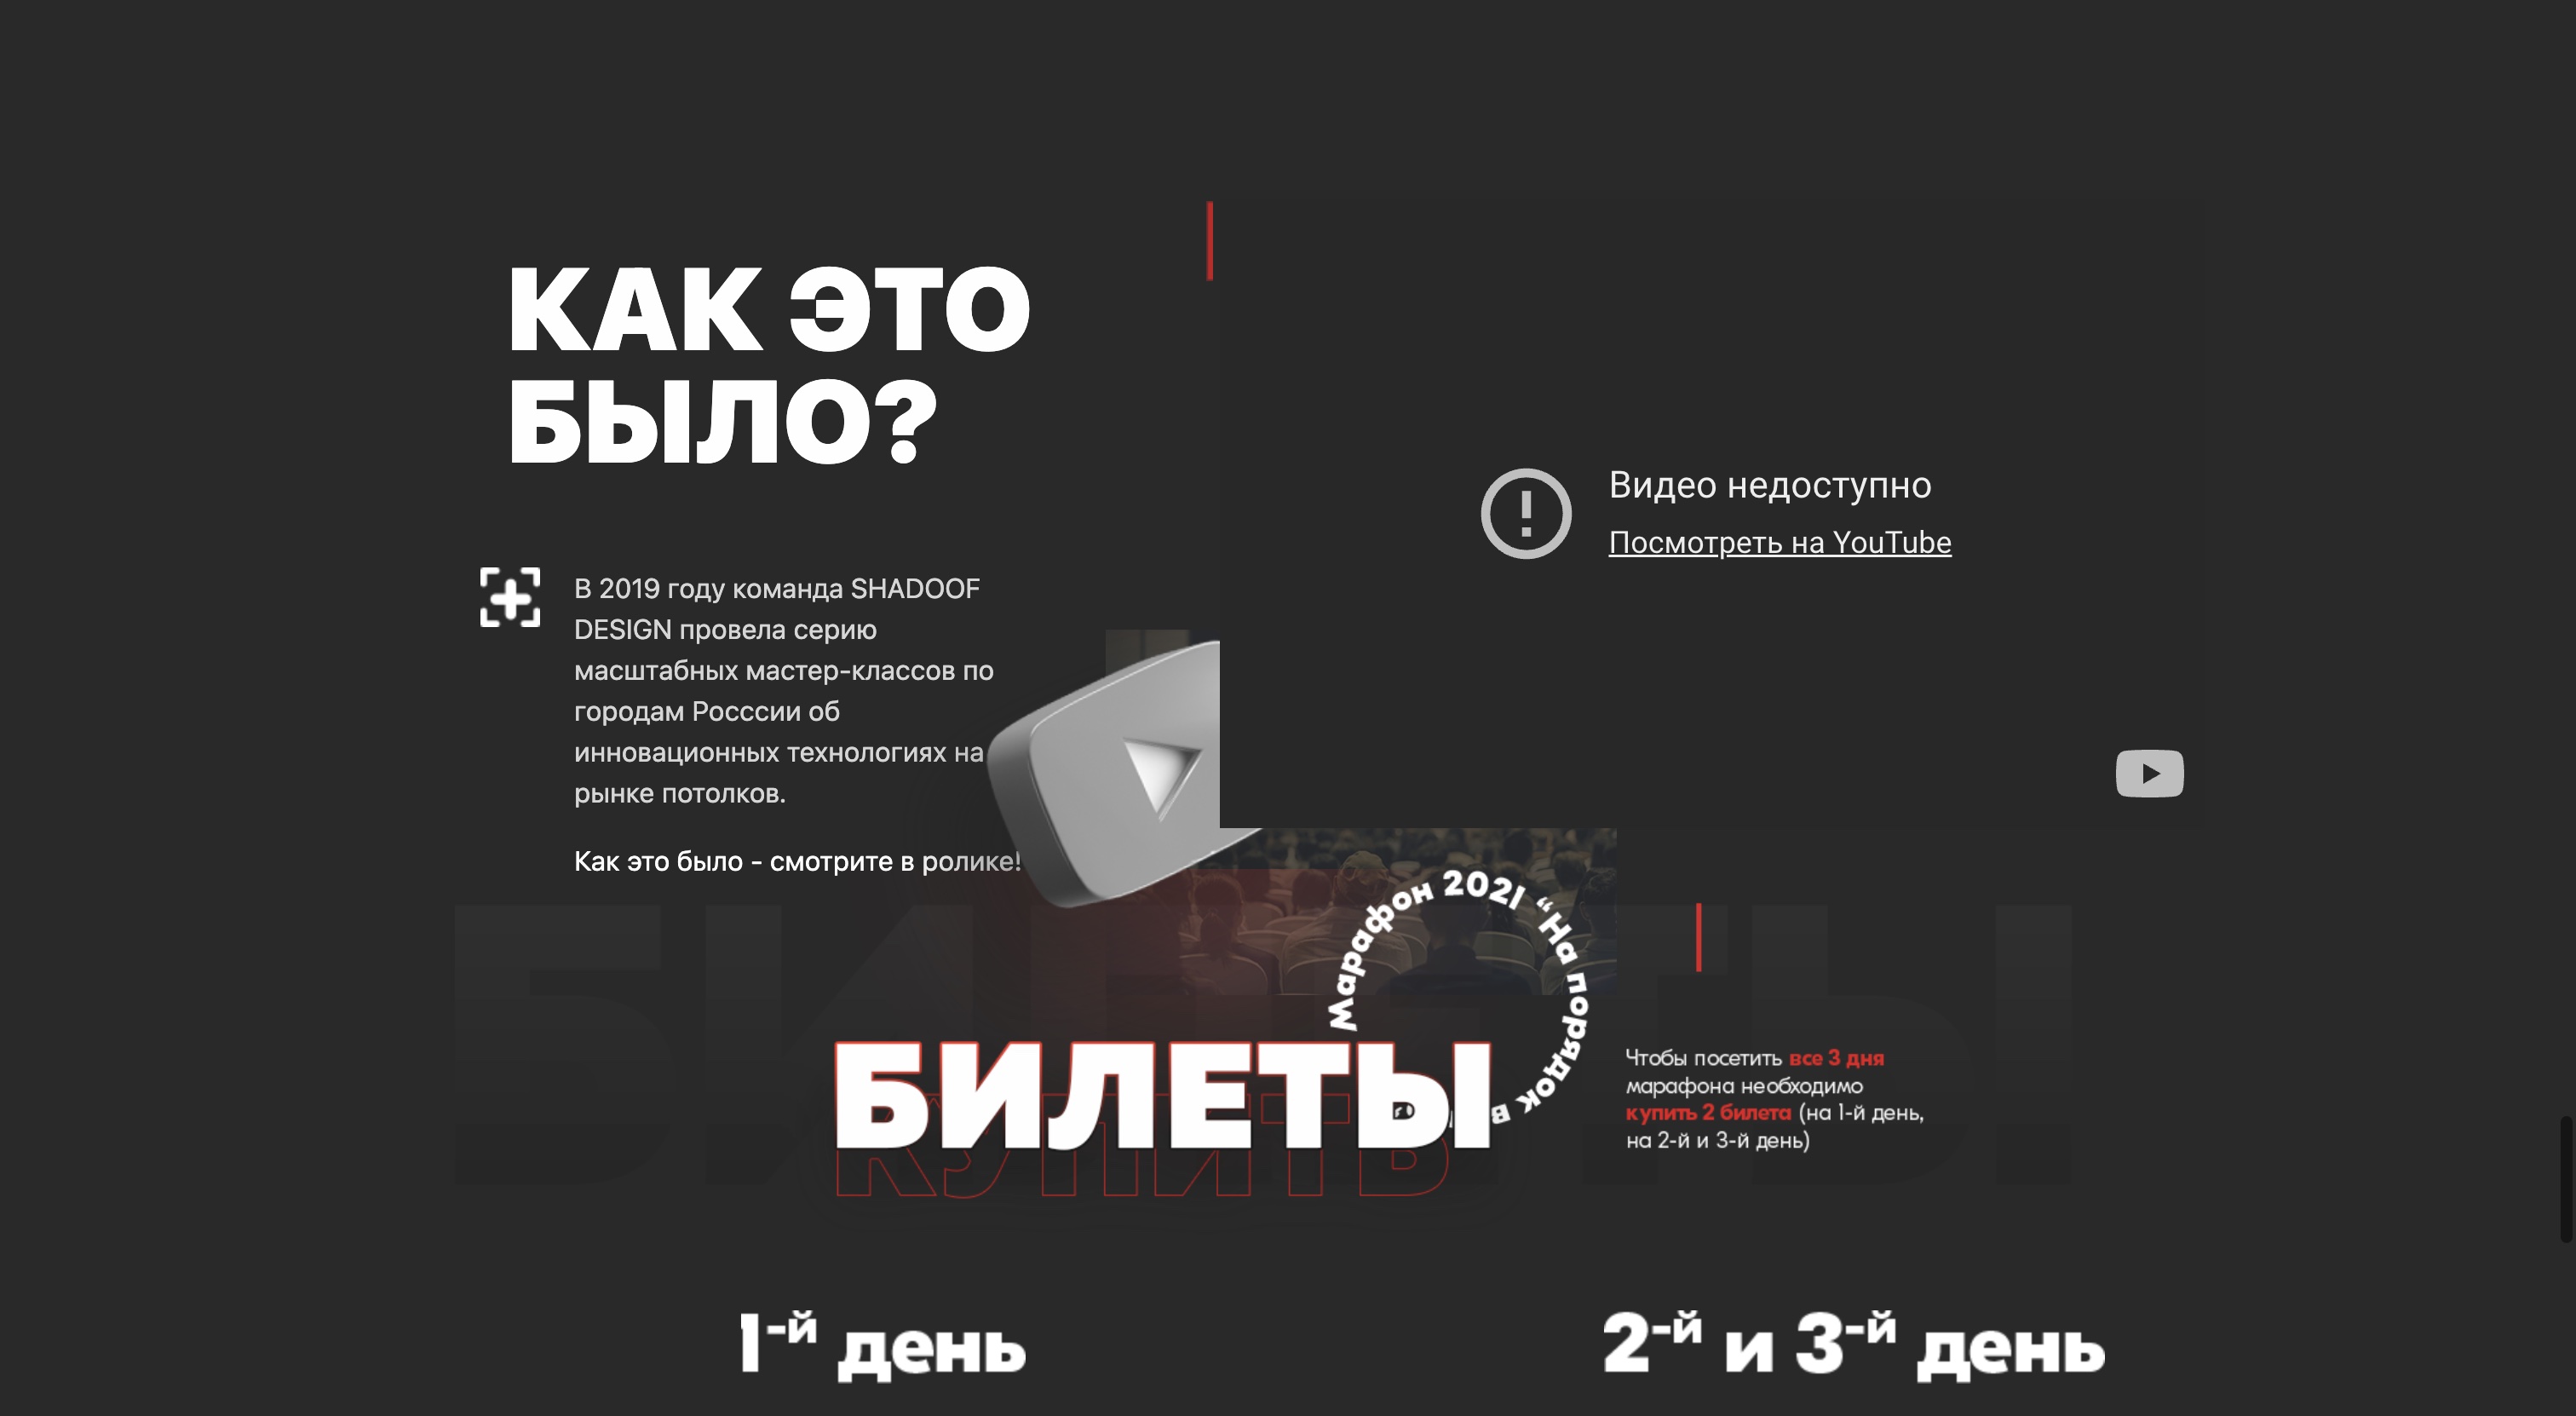 КАК ЭТО
БЫЛО?
В 2019 году команда SHADOOF
DESIGN провела серию
масштабных мастер-классов по
городам Росссии об
инновационных технологиях на
рынке потолков.
Как это было - смотрите в ролике!
Видео недоступно
Посмотреть на YouTube
Марафон 2021 “На порядок в
БИЛЕТЫ
БИЛЕТЫ
КУПИТЬ
Чтобы посетить все 3 дня
марафона необходимо
купить 2 билета (на 1-й день,
на 2-й и 3-й день)
1-й день
2-й и 3-й день